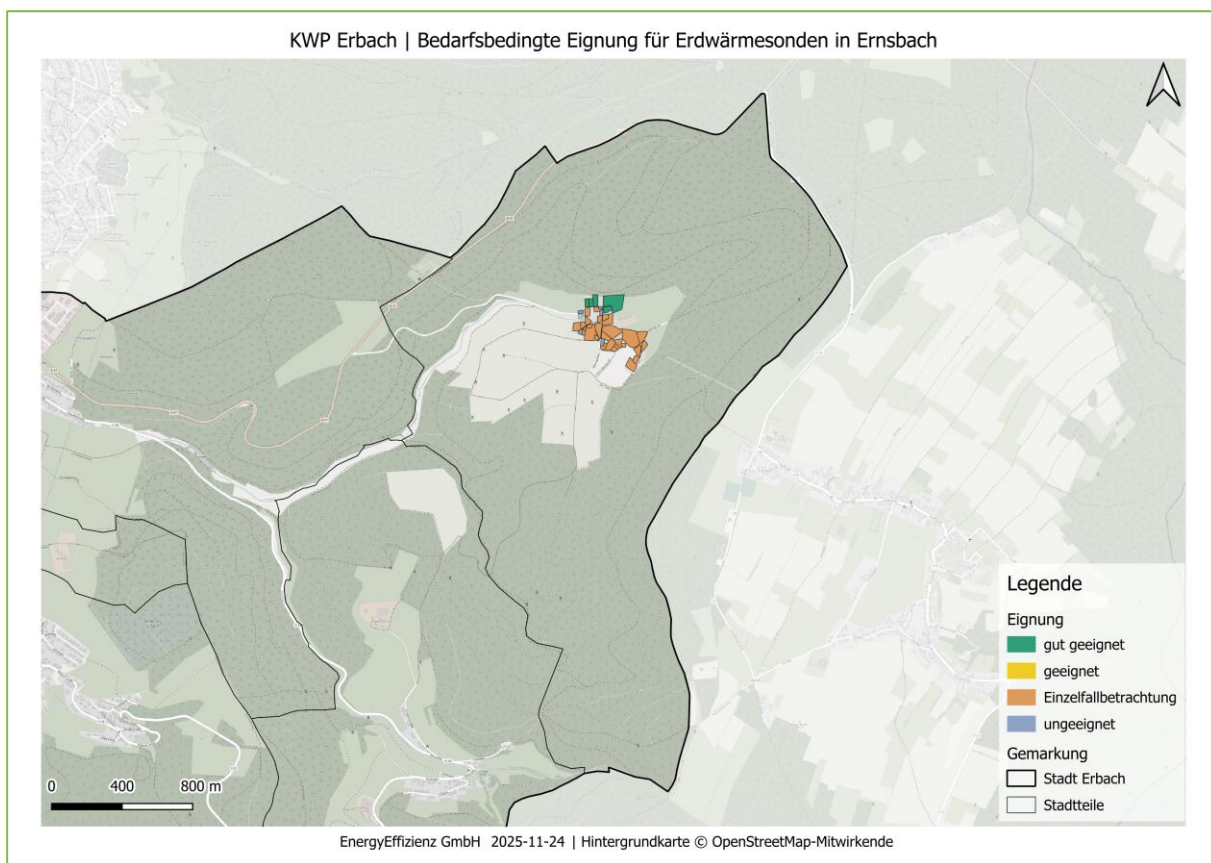 KWP Erbach | Bedarfsbedingte Eignung für Erdwärmesonden in Ernsbach
Legende
Eignung
gut geeignet
geeignet
Einzelfallbetrachtung
ungeeignet
Gemarkung
Stadt Erbach
Stadtteile
0 400 800 m
EnergyEffizienz GmbH 2025-11-24 | Hintergrundkarte © OpenStreetMap-Mitwirkende